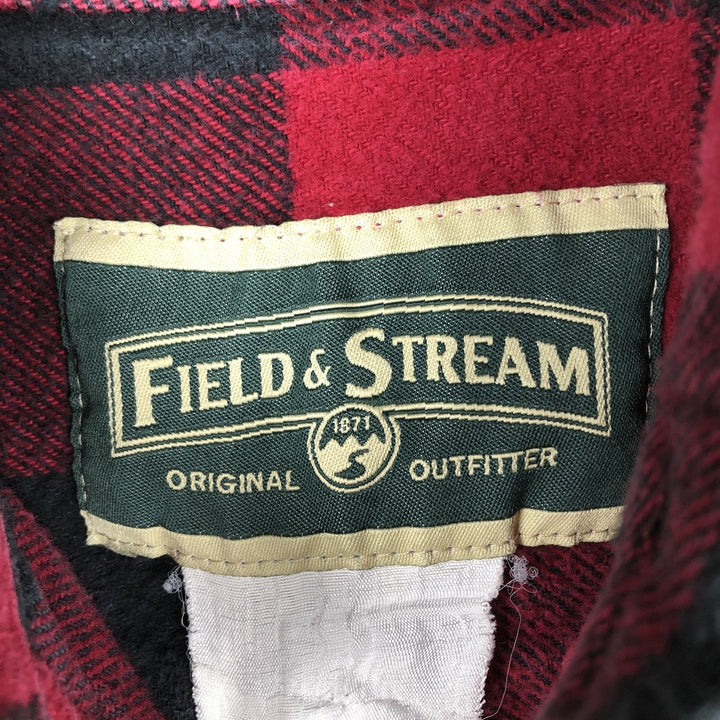 FIELD & STREAM
1871
ORIGINAL OUTFITTER